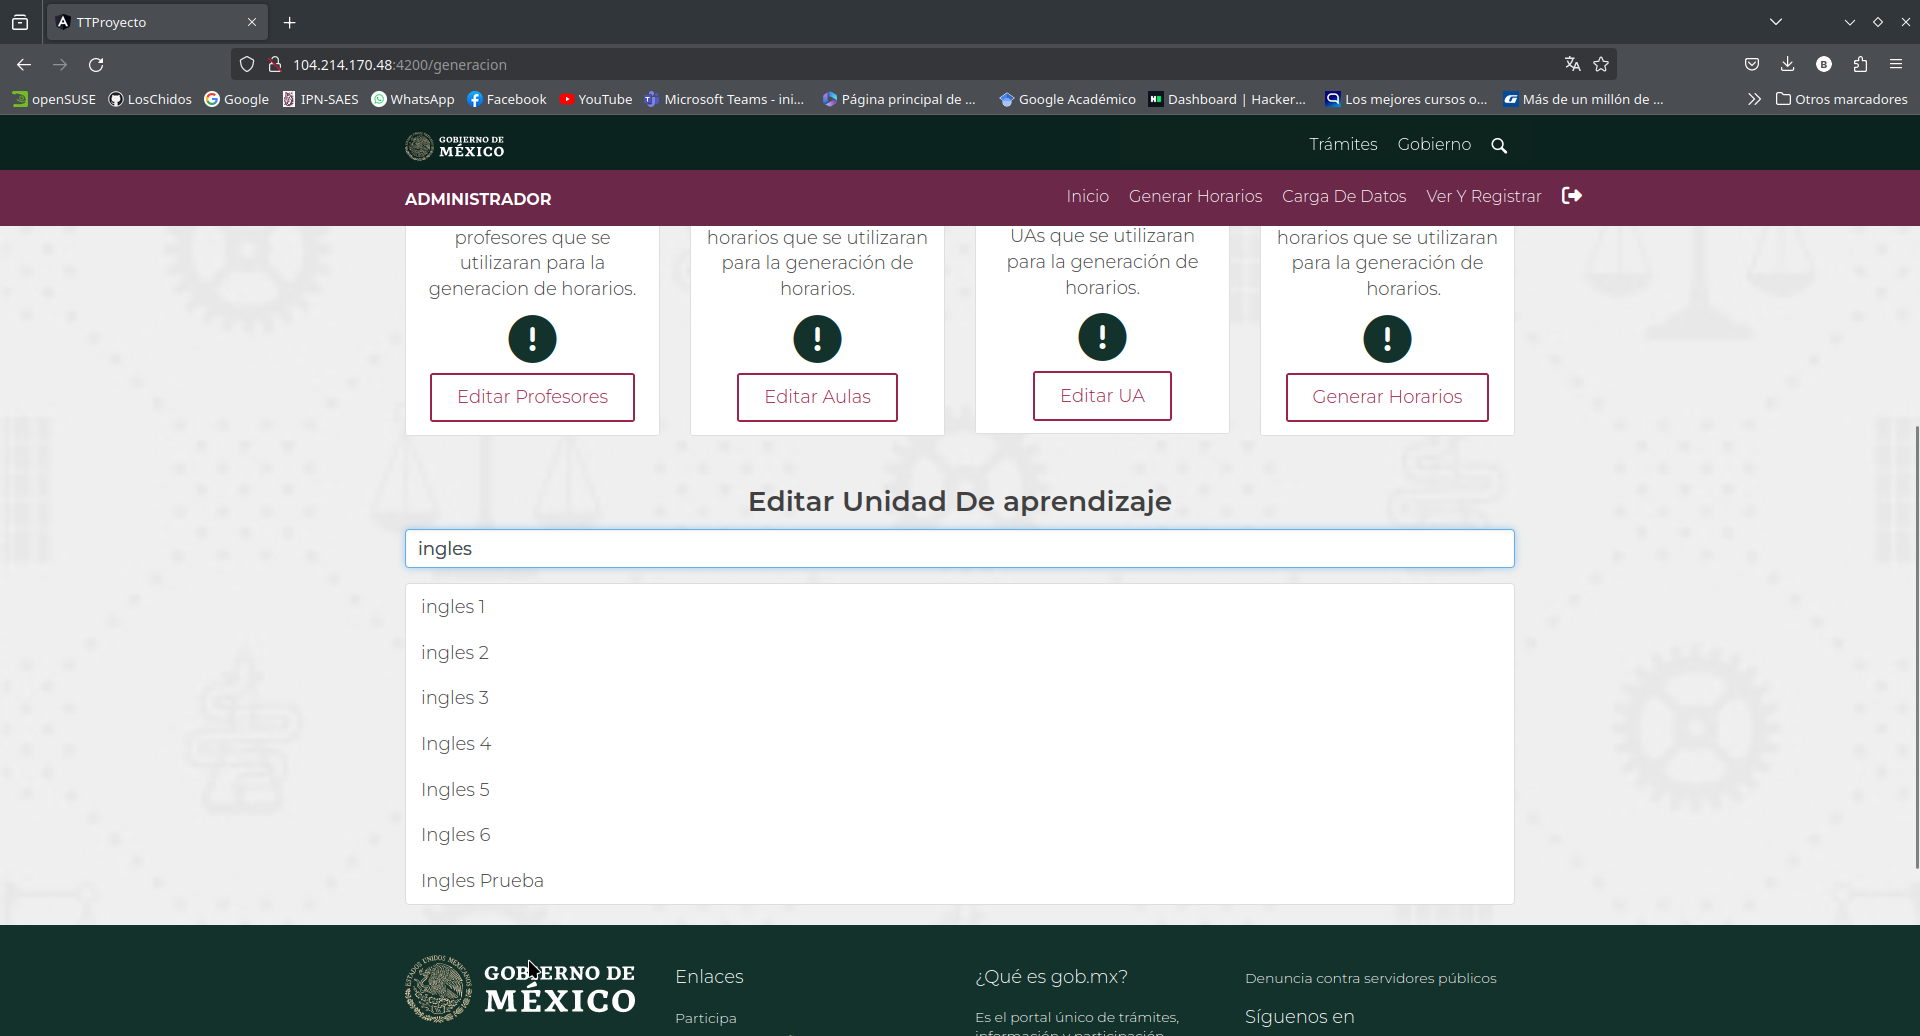 TTProyecto
104.214.170.48:4200/generacion
openSUSE LosChidos Google IPN-SAES WhatsApp Facebook YouTube Microsoft Teams - ini... Página principal de ... Google Académico Dashboard | Hacker... Los mejores cursos o... Más de un millón de ... Otros marcadores
GOBIERNO DE
MÉXICO
Trámites Gobierno
ADMINISTRADOR
Inicio Generar Horarios Carga De Datos Ver Y Registrar
profesores que se
utilizaran para la
generacion de horarios.
Editar Profesores
horarios que se utilizaran
para la generación de
horarios.
Editar Aulas
UAs que se utilizaran
para la generación de
horarios.
Editar UA
horarios que se utilizaran
para la generación de
horarios.
Generar Horarios
Editar Unidad De aprendizaje
ingles
ingles 1
ingles 2
ingles 3
Ingles 4
Ingles 5
Ingles 6
Ingles Prueba
GOBIERNO DE
MÉXICO
Enlaces
Participa
¿Qué es gob.mx?
Es el portal único de trámites,
información y participación
Denuncia contra servidores públicos
Síguenos en